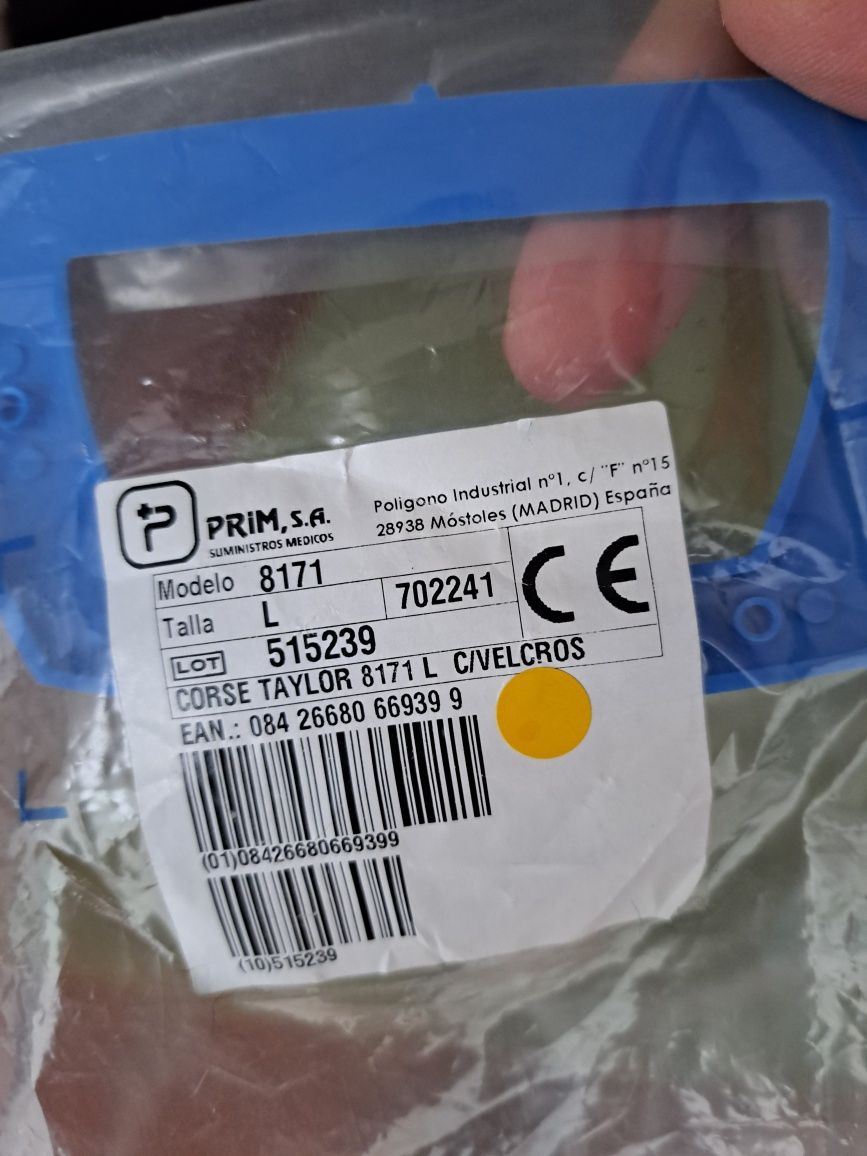 PRIM, S.A.
SUMINISTROS MEDICOS
Poligono Industrial nº1, c/ "F" nº15
28938 Móstoles (MADRID) España
Modelo 8171
Talla L 702241
LOT 515239
CE
CORSE TAYLOR 8171 L C/VELCROS
EAN.: 084 26680 66939 9
(01)08426680669399
(10)515239